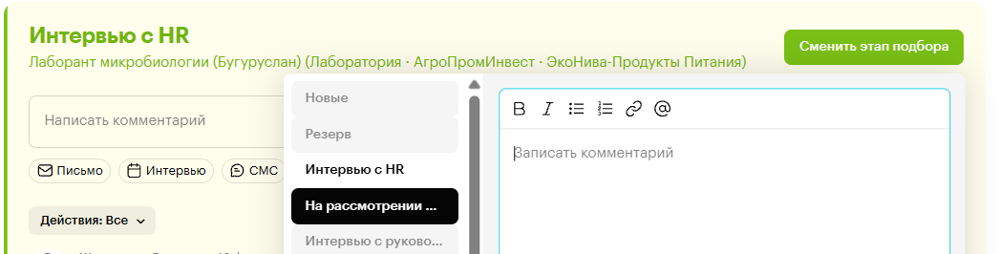 Интервью с HR
Лаборант микробиологии (Бугуруслан) (Лаборатория · АгроПромИнвест · ЭкоНива-Продукты Питания)
Сменить этап подбора
Написать комментарий
Письмо
Интервью
СМС
Действия: Все
Новые
Резерв
Интервью с HR
На рассмотрении ...
Интервью с руково...
B I @
Записать комментарий